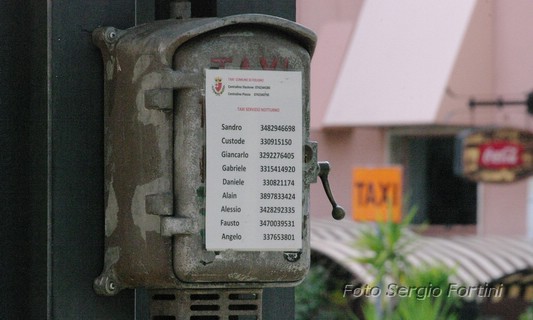 TAXI
TAXI SERVIZIO NOTTURNO
Sandro 3482946698
Custode 330915150
Giancarlo 3292276405
Gabriele 3315414920
Daniele 330821174
Alain 3897833424
Alessio 3428292335
Fausto 3470039531
Angelo 337653801
TAXI
Coca-Cola
Foto Sergio Fortini